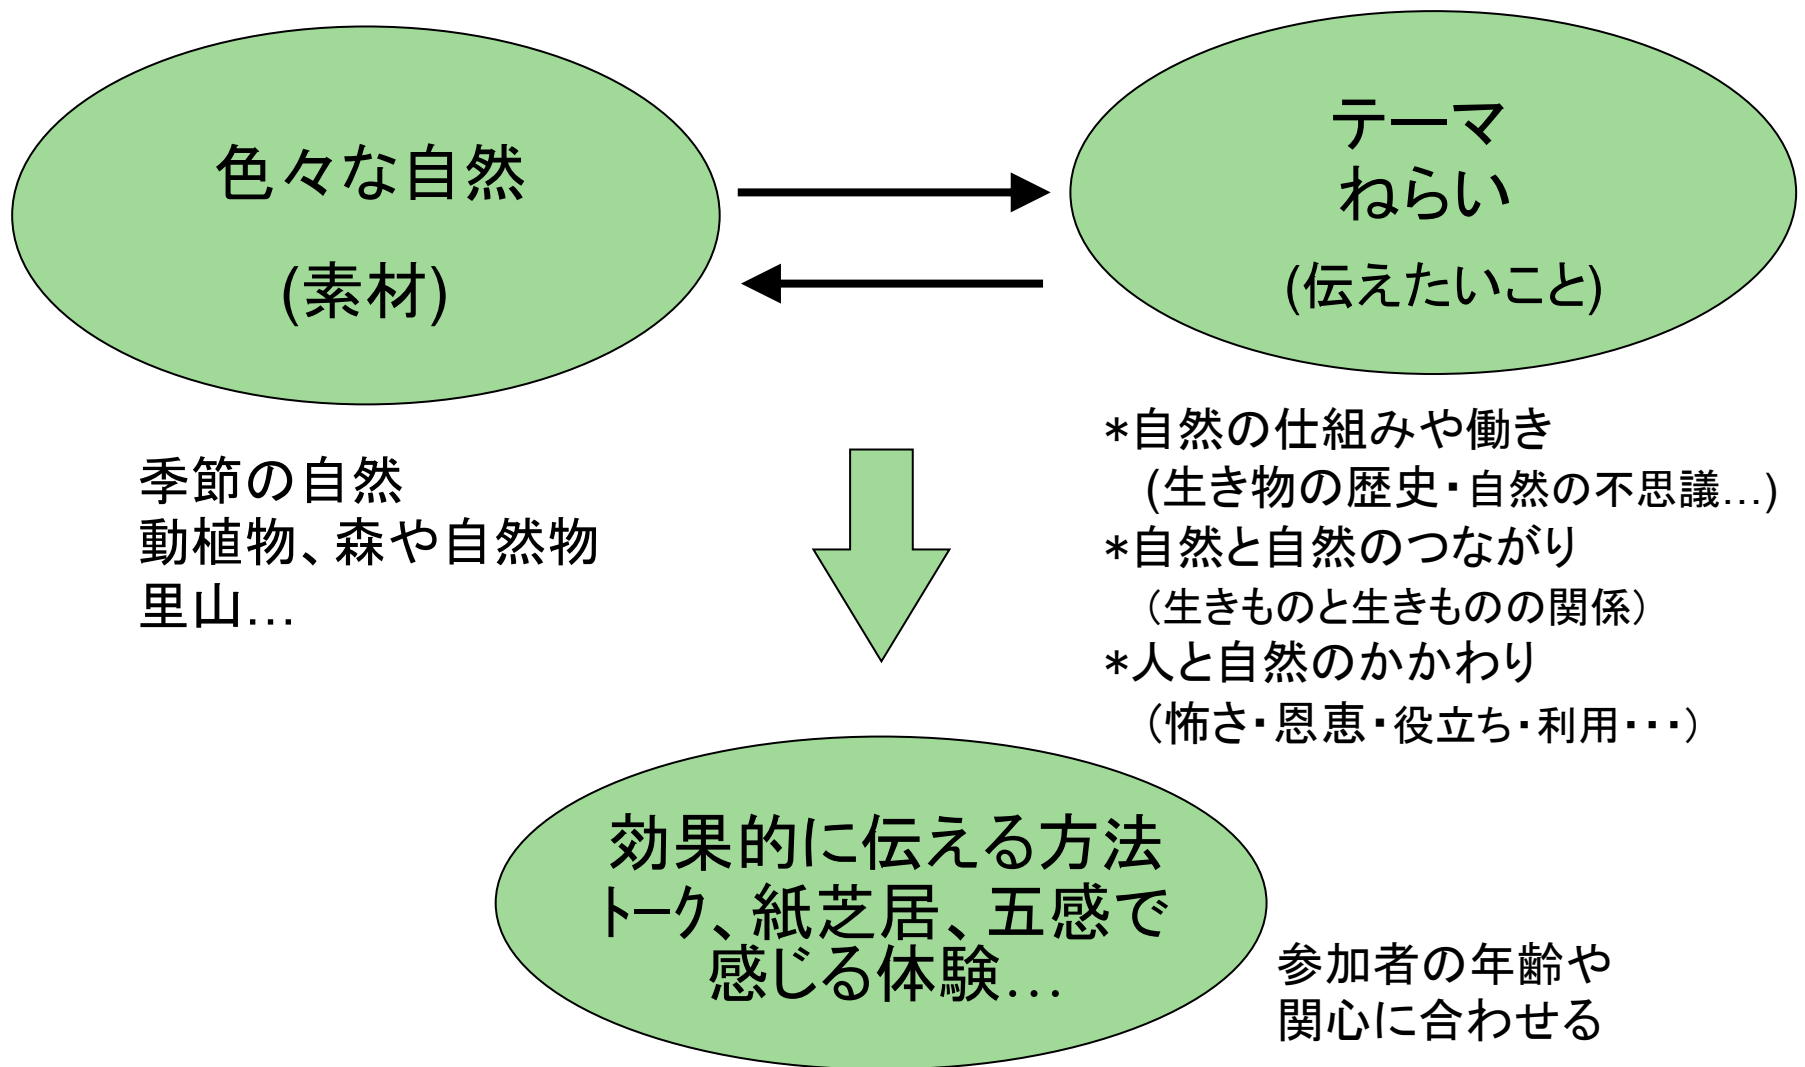 色々な自然
(素材)
テーマ
ねらい
(伝えたいこと)
季節の自然
動植物、森や自然物
里山…
*自然の仕組みや働き
(生き物の歴史・自然の不思議…)
*自然と自然のつながり
（生きものと生きものの関係）
*人と自然のかかわり
（怖さ・恩恵・役立ち・利用・・・）
効果的に伝える方法
ﾄｰｸ、紙芝居、五感で
感じる体験…
参加者の年齢や
関心に合わせる